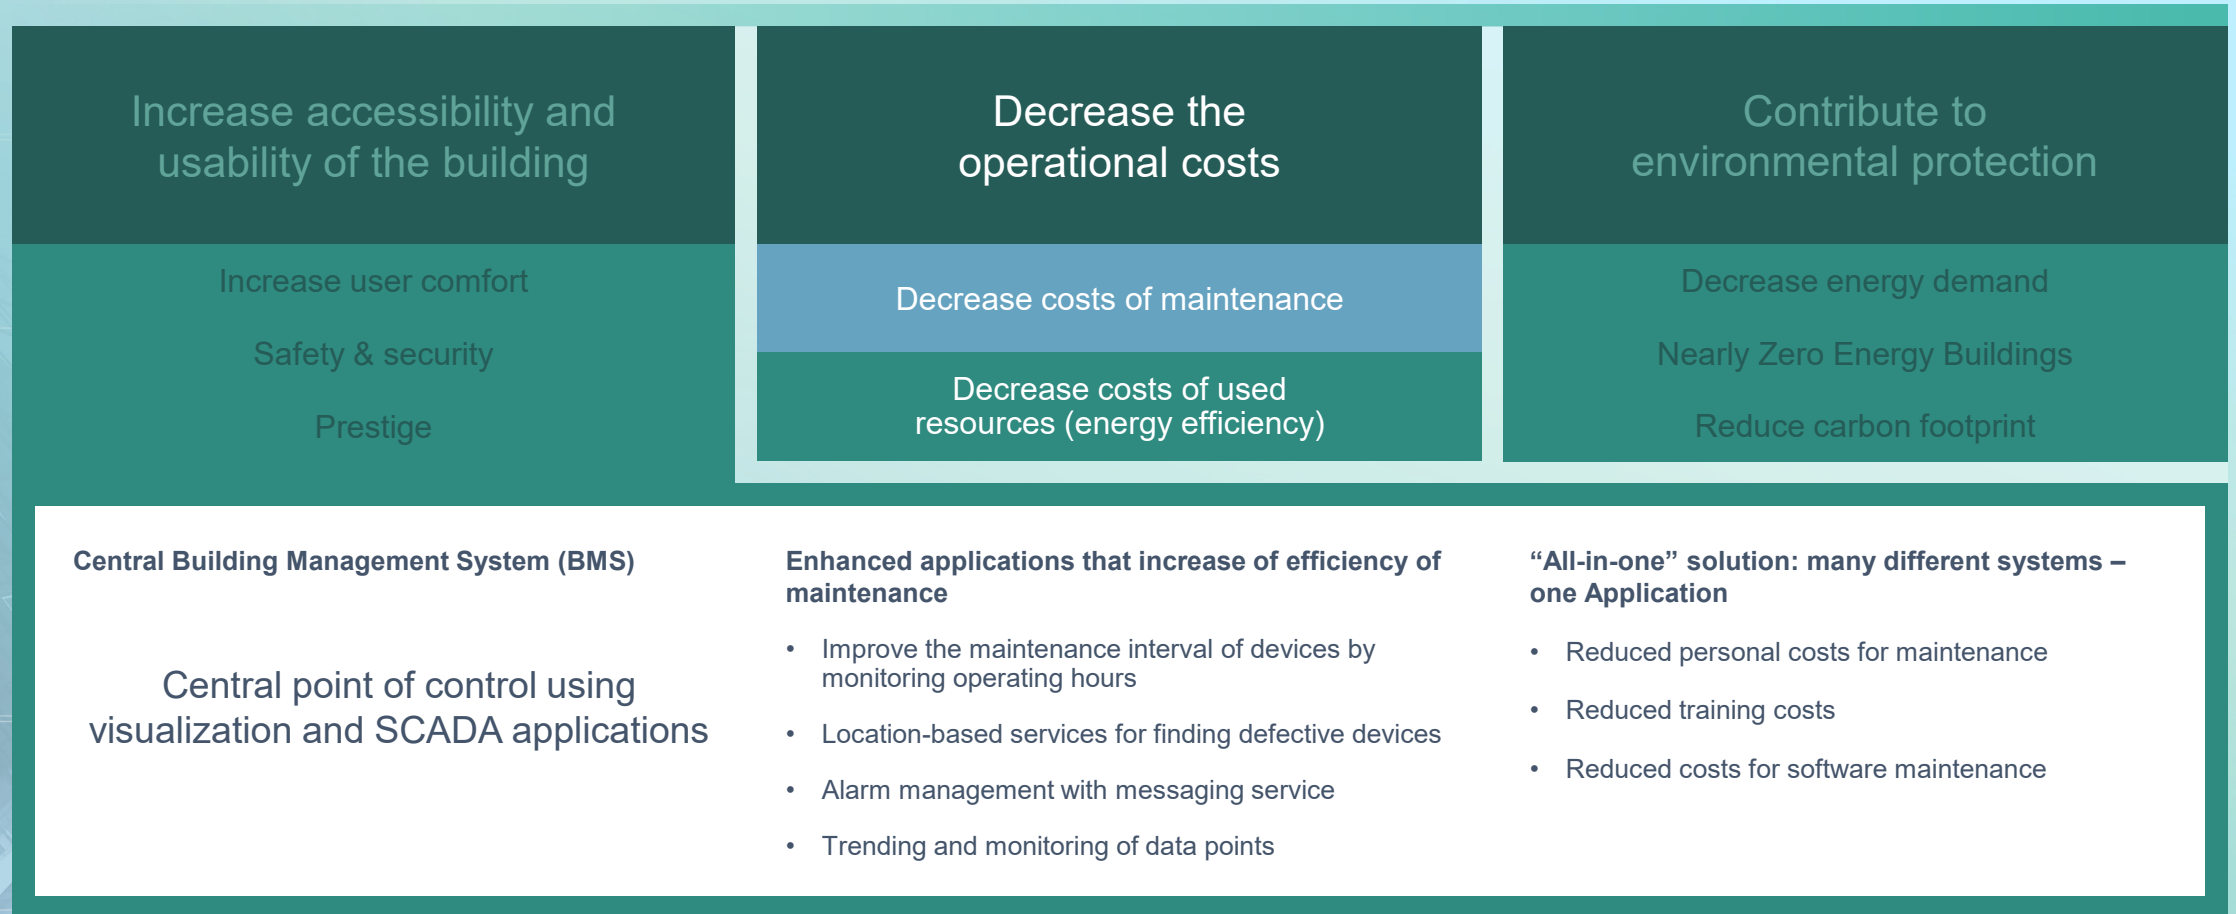 Increase accessibility and
usability of the building
Increase user comfort
Safety & security
Prestige
Decrease the
operational costs
Decrease costs of maintenance
Decrease costs of used
resources (energy efficiency)
Contribute to
environmental protection
Decrease energy demand
Nearly Zero Energy Buildings
Reduce carbon footprint
Central Building Management System (BMS)
Central point of control using
visualization and SCADA applications
Enhanced applications that increase of efficiency of
maintenance
• Improve the maintenance interval of devices by
monitoring operating hours
• Location-based services for finding defective devices
• Alarm management with messaging service
• Trending and monitoring of data points
“All-in-one” solution: many different systems –
one Application
• Reduced personal costs for maintenance
• Reduced training costs
• Reduced costs for software maintenance